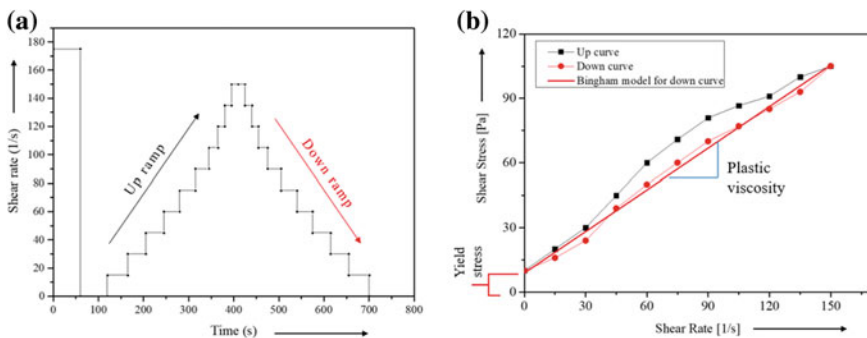 (a)
180
160
140
120
100
80
60
40
20
0
Shear rate (1/s)
Up ramp
Down ramp
0 100 200 300 400 500 600 700 800
Time (s)
(b)
120
90
60
30
0
Shear Stress [Pa]
Up curve
Down curve
Bingham model for down curve
Plastic
viscosity
Yield
stress
0 30 60 90 120 150
Shear Rate [1/s]